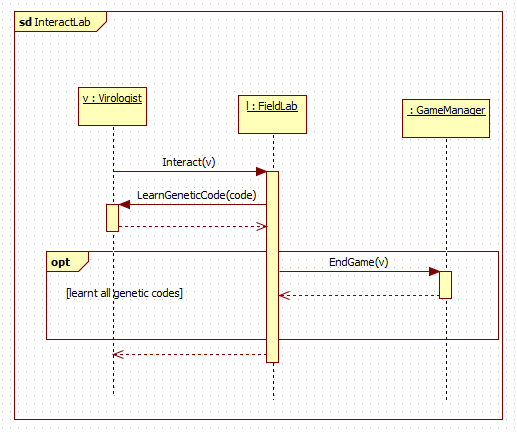 sd InteractLab
v : Virologist
l : FieldLab
: GameManager
Interact(v)
LearnGeneticCode(code)
opt
EndGame(v)
[learnt all genetic codes]